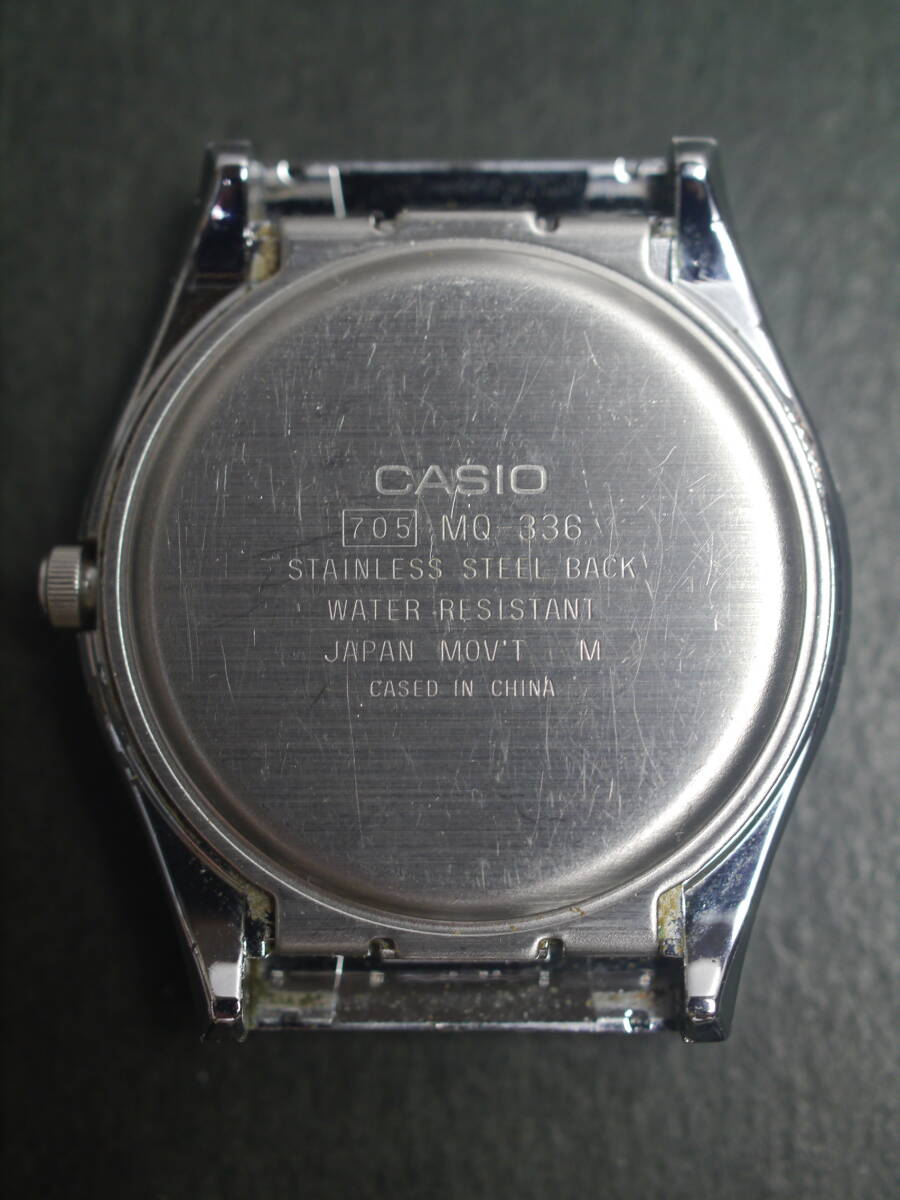 CASIO
705 MQ-336
STAINLESS STEEL BACK
WATER RESISTANT
JAPAN MOV'T M
CASED IN CHINA